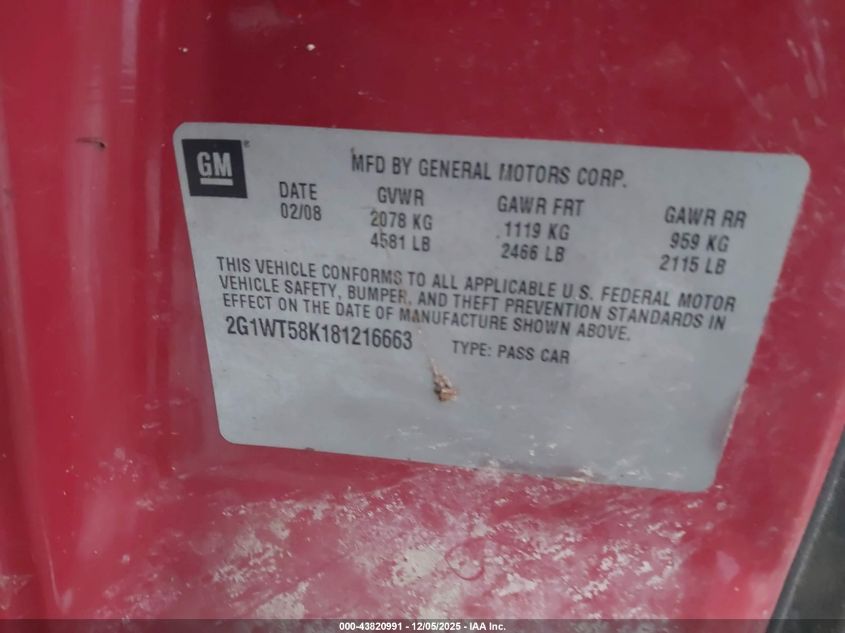 GM®
MFD BY GENERAL MOTORS CORP.
DATE GVWR GAWR FRT GAWR RR
02/08 2078 KG 1119 KG 959 KG
4581 LB 2466 LB 2115 LB
THIS VEHICLE CONFORMS TO ALL APPLICABLE U.S. FEDERAL MOTOR
VEHICLE SAFETY, BUMPER, AND THEFT PREVENTION STANDARDS IN
EFFECT ON THE DATE OF MANUFACTURE SHOWN ABOVE.
2G1WT58K181216663 TYPE: PASS CAR
000-43820991 - 12/05/2025 - IAA Inc.